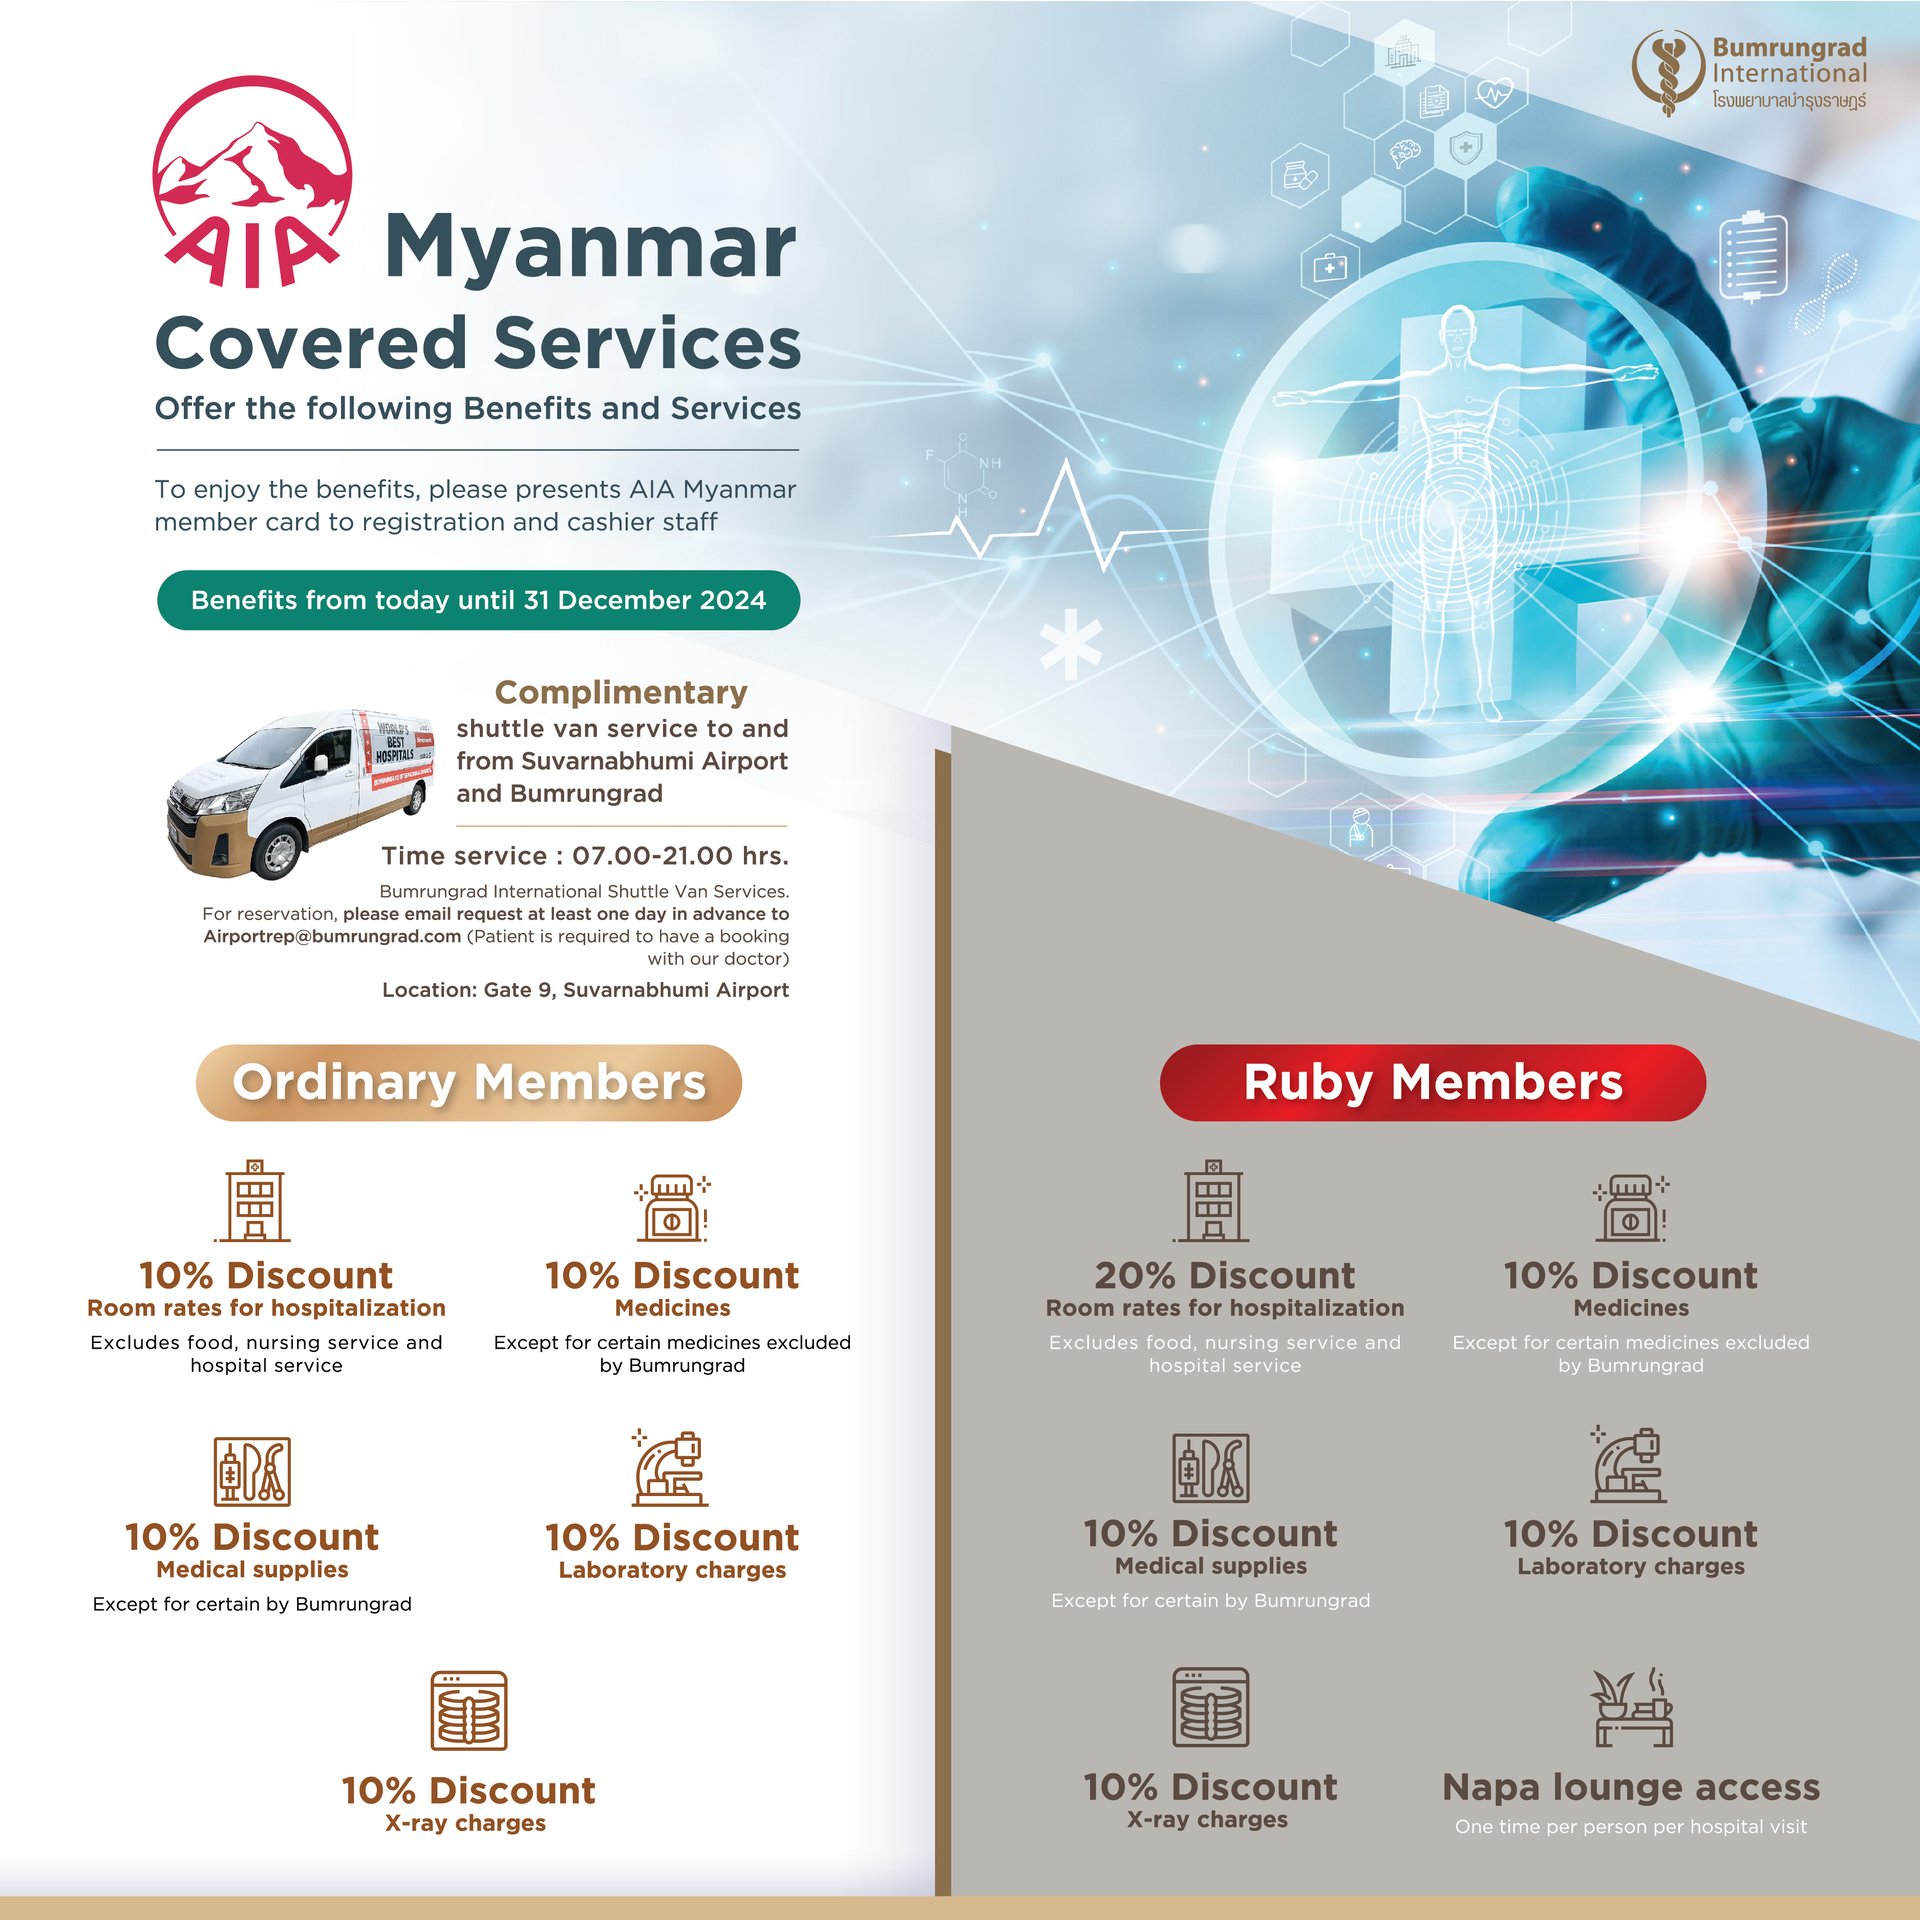 Bumrungrad
International
โรงพยาบาลบำรุงราษฎร์
AIA
Myanmar
Covered Services
Offer the following Benefits and Services
To enjoy the benefits, please presents AIA Myanmar
member card to registration and cashier staff
Benefits from today until 31 December 2024
F
O
NH
N
H
O
WORLD'S
BEST
HOSPITALS
Complimentary
shuttle van service to and
from Suvarnabhumi Airport
and Bumrungrad
Time service : 07.00-21.00 hrs.
Bumrungrad International Shuttle Van Services.
For reservation, please email request at least one day in advance to
Airportrep@bumrungrad.com (Patient is required to have a booking
with our doctor)
Location: Gate 9, Suvarnabhumi Airport
Ordinary Members
10% Discount
Room rates for hospitalization
Excludes food, nursing service and
hospital service
10% Discount
Medicines
Except for certain medicines excluded
by Bumrungrad
10% Discount
Medical supplies
Except for certain by Bumrungrad
10% Discount
Laboratory charges
10% Discount
X-ray charges
Ruby Members
20% Discount
Room rates for hospitalization
Excludes food, nursing service and
hospital service
10% Discount
Medicines
Except for certain medicines excluded
by Bumrungrad
10% Discount
Medical supplies
Except for certain by Bumrungrad
10% Discount
Laboratory charges
10% Discount
X-ray charges
Napa lounge access
One time per person per hospital visit